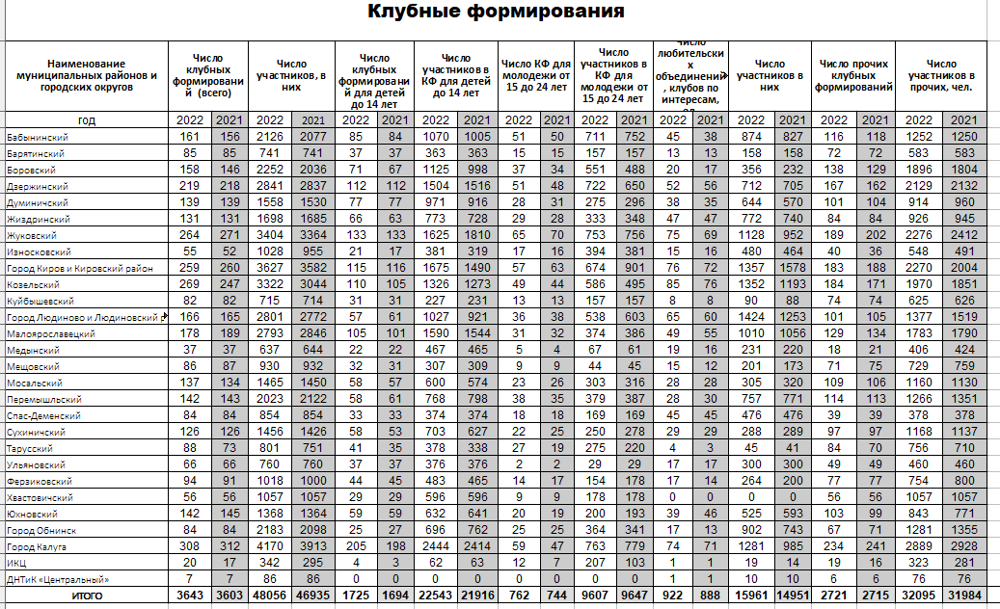 Клубные формирования
Наименование муниципальных районов и городских округов | Число клубных формирований (всего) | Число участников, в них | Число клубных формирований для детей до 14 лет | Число участников в КФ для детей до 14 лет | Число КФ для молодежи от 15 до 24 лет | Число участников в КФ для молодежи от 15 до 24 лет | Число любительских объединений, клубов по интересам, | Число участников в них | Число прочих клубных формирований | Число участников в прочих, чел.
год 2022 2021 2022 2021 2022 2021 2022 2021 2022 2021 2022 2021 2022 2021 2022 2021 2022 2021 2022 2021
Бабынинский 161 156 2126 2077 85 84 1070 1005 51 50 711 752 45 38 874 827 116 118 1252 1250
Барятинский 85 85 741 741 37 37 363 363 15 15 157 157 13 13 158 158 72 72 583 583
Боровский 158 146 2252 2036 71 67 1125 998 37 34 551 488 20 17 356 232 138 129 1896 1804
Дзержинский 219 218 2841 2837 112 112 1504 1516 51 48 722 650 52 56 712 705 167 162 2129 2132
Думиничский 139 139 1558 1530 77 77 971 916 28 31 275 296 38 35 644 570 101 104 914 960
Жиздринский 131 131 1698 1685 66 63 773 728 29 28 333 348 47 47 772 740 84 84 926 945
Жуковский 264 271 3404 3364 133 133 1625 1810 65 70 753 756 75 69 1128 952 189 202 2276 2412
Износковский 55 52 1028 955 21 17 381 319 17 16 394 381 15 16 480 464 40 36 548 491
Город Киров и Кировский район 259 260 3627 3582 115 116 1675 1490 57 63 674 901 76 72 1357 1578 183 188 2270 2004
Козельский 269 247 3322 3044 110 105 1326 1273 49 44 586 495 85 76 1352 1193 184 171 1970 1851
Куйбышевский 82 82 715 714 31 31 227 231 13 13 157 157 8 8 90 88 74 74 625 626
Город Людиново и Людиновский р 166 165 2801 2772 57 61 1027 921 36 38 538 603 65 60 1424 1253 101 105 1377 1519
Малоярославецкий 178 189 2793 2846 105 101 1590 1544 31 32 374 386 49 55 1010 1056 129 134 1783 1790
Медынский 37 37 637 644 22 22 467 465 5 4 67 61 19 16 231 220 18 21 406 424
Мещовский 86 87 930 932 32 31 307 309 9 9 44 45 15 12 201 173 71 75 729 759
Мосальский 137 134 1465 1450 58 57 600 574 23 26 303 316 28 28 305 320 109 106 1160 1130
Перемышльский 142 143 2023 2122 58 61 768 798 38 35 379 387 28 30 757 771 114 113 1266 1351
Спас-Деменский 84 84 854 854 33 33 374 374 18 18 169 169 45 45 476 476 39 39 378 378
Сухининский 126 126 1456 1426 58 53 703 627 22 25 250 278 29 29 288 289 97 97 1168 1137
Тарусский 88 73 801 751 41 35 378 338 27 19 275 220 4 3 45 41 84 70 756 710
Ульяновский 66 66 760 760 37 37 376 376 2 2 29 29 17 17 300 300 49 49 460 460
Ферзиковский 94 91 1018 1000 44 45 483 465 14 17 154 178 17 14 264 200 77 77 754 800
Хвастовичский 56 56 1057 1057 29 29 596 596 9 9 178 178 0 0 0 0 56 56 1057 1057
Юхновский 142 145 1368 1364 59 59 632 641 20 19 200 193 39 46 525 593 103 99 843 771
Город Обнинск 84 84 2183 2098 25 27 696 762 25 25 364 341 17 13 902 743 67 71 1281 1355
Город Калуга 308 312 4170 3913 205 198 2444 2414 59 47 763 779 74 71 1281 985 234 241 2889 2928
ИКЦ 20 17 342 295 4 3 62 63 12 7 207 103 1 1 19 14 19 16 323 281
ДНТиК «Центральный» 7 7 86 86 0 0 0 0 0 0 0 0 1 1 10 10 6 6 76 76
ИТОГО 3643 3603 48056 46935 1725 1694 22543 21916 762 744 9607 9647 922 888 15961 14951 2721 2715 32095 31984